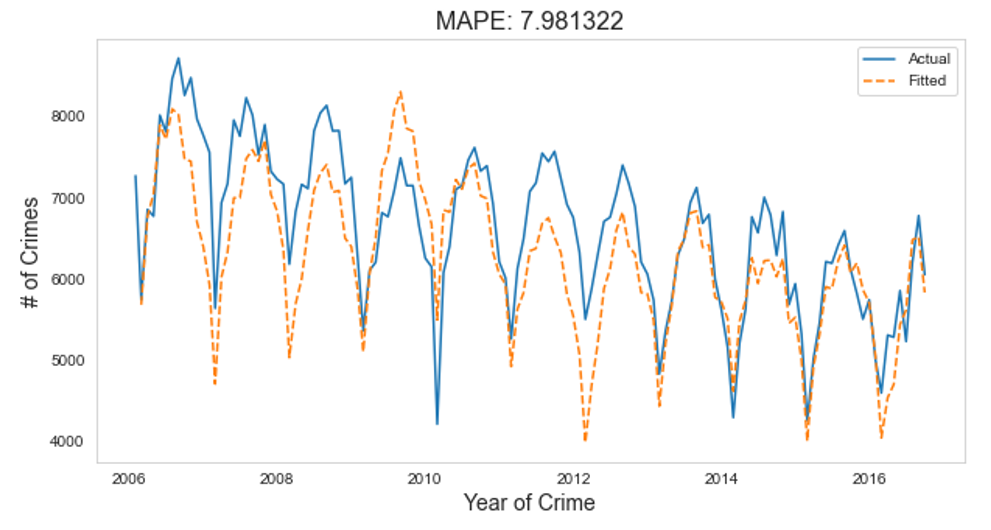 MAPE: 7.981322
Actual
Fitted
# of Crimes
8000
7000
6000
5000
4000
2006 2008 2010 2012 2014 2016
Year of Crime